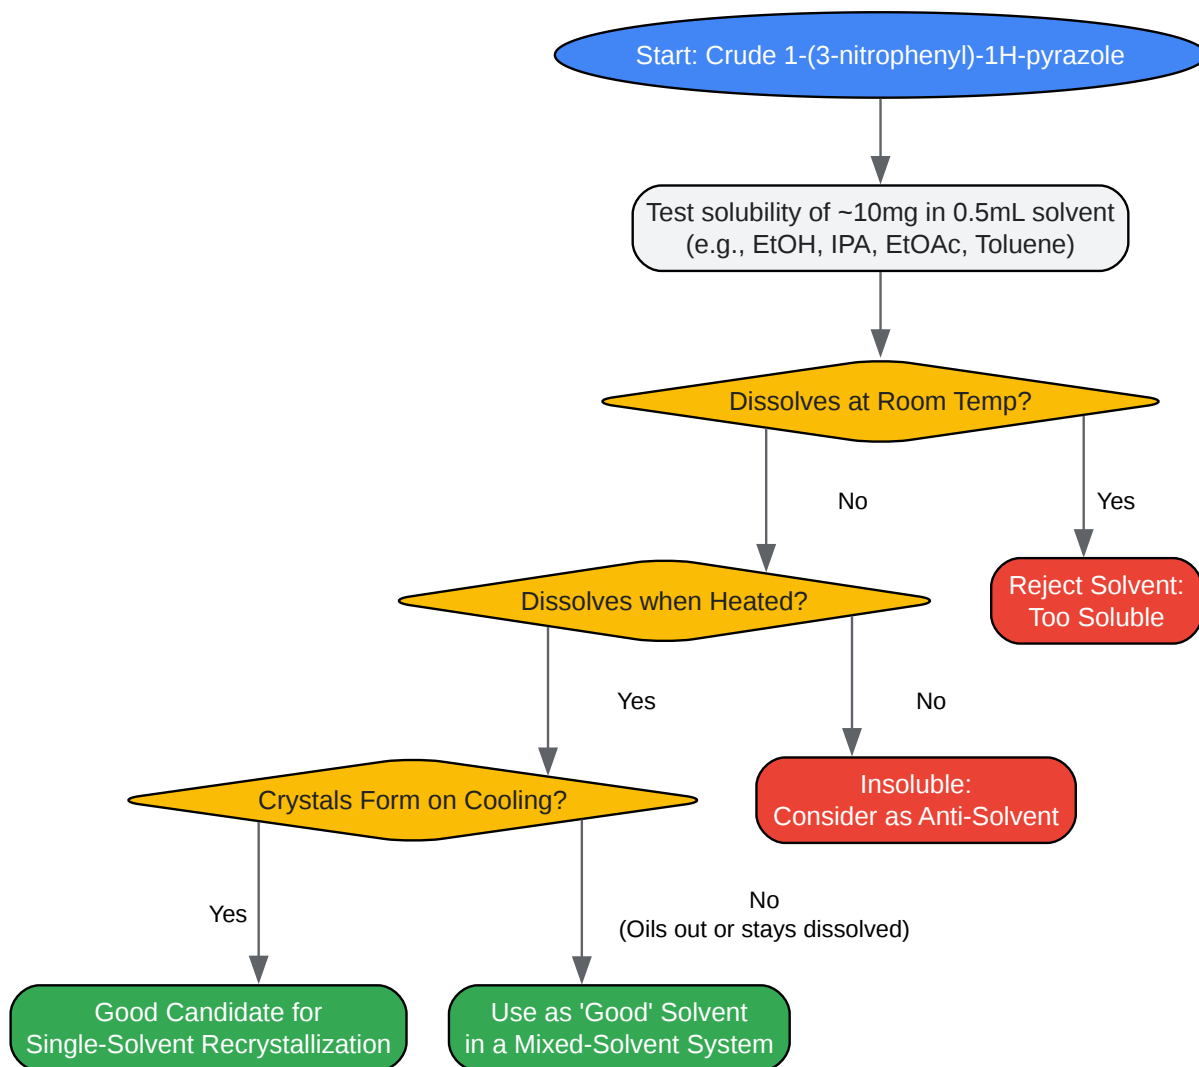 Start: Crude 1-(3-nitrophenyl)-1H-pyrazole
Test solubility of ~10mg in 0.5mL solvent
(e.g., EtOH, IPA, EtOAc, Toluene)
Dissolves at Room Temp?
No
Yes
Reject Solvent:
Too Soluble
Dissolves when Heated?
Yes
No
Insoluble:
Consider as Anti-Solvent
Crystals Form on Cooling?
Yes
No
(Oils out or stays dissolved)
Good Candidate for
Single-Solvent Recrystallization
Use as 'Good' Solvent
in a Mixed-Solvent System